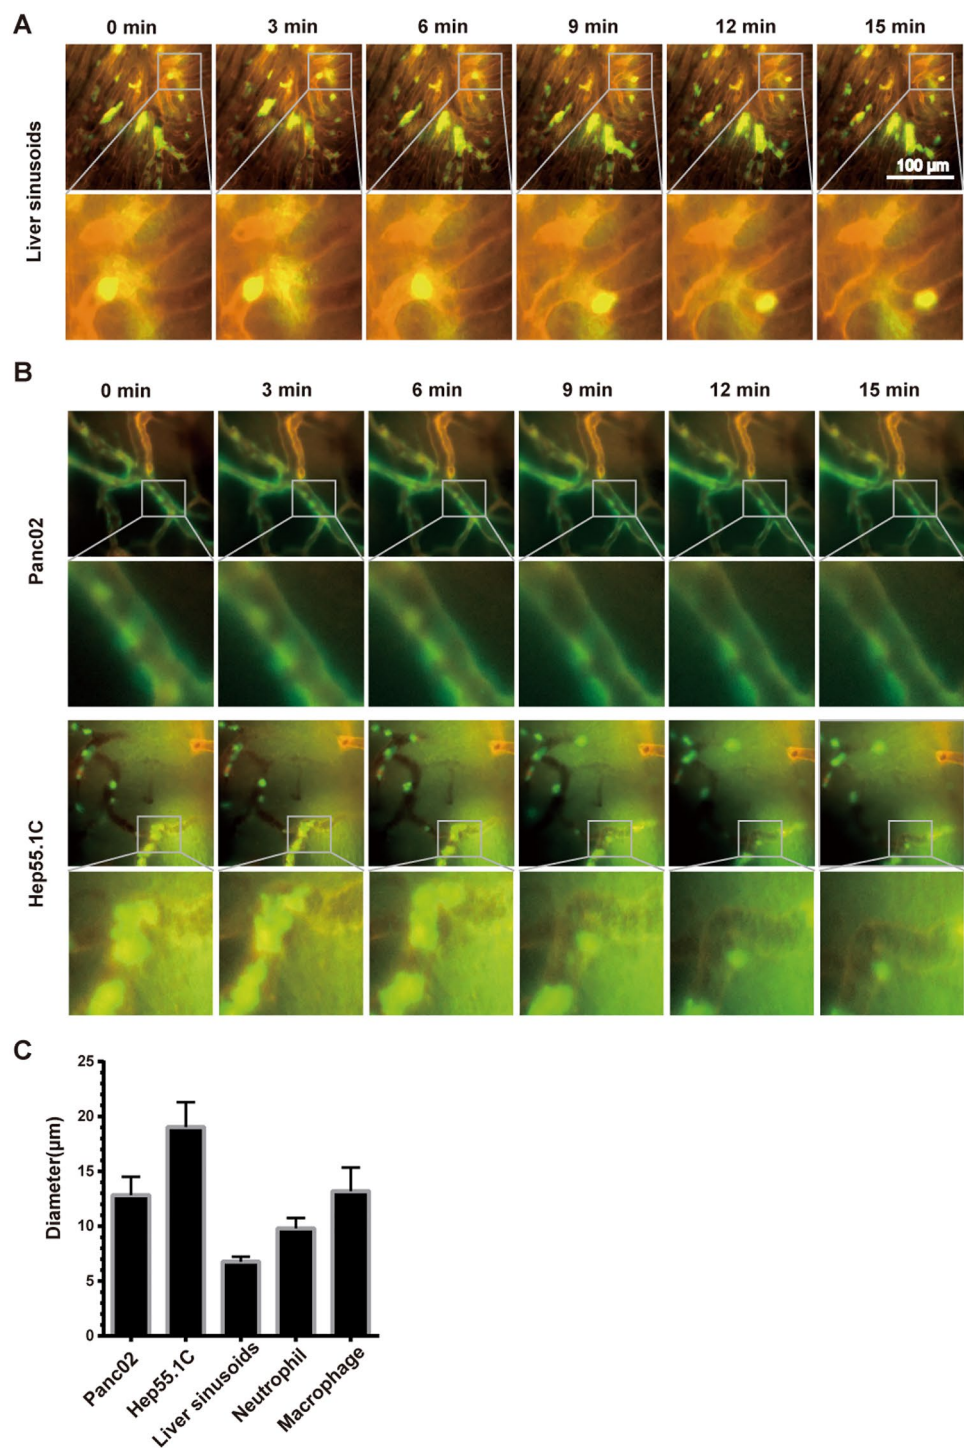 A
0 min 3 min 6 min 9 min 12 min 15 min
Liver sinusoids
100 µm
B
0 min 3 min 6 min 9 min 12 min 15 min
Panc02
Hep55.1C
C
Diameter(µm)
25
20
15
10
5
0
Panc02 Hep55.1C Liver sinusoids Neutrophil Macrophage